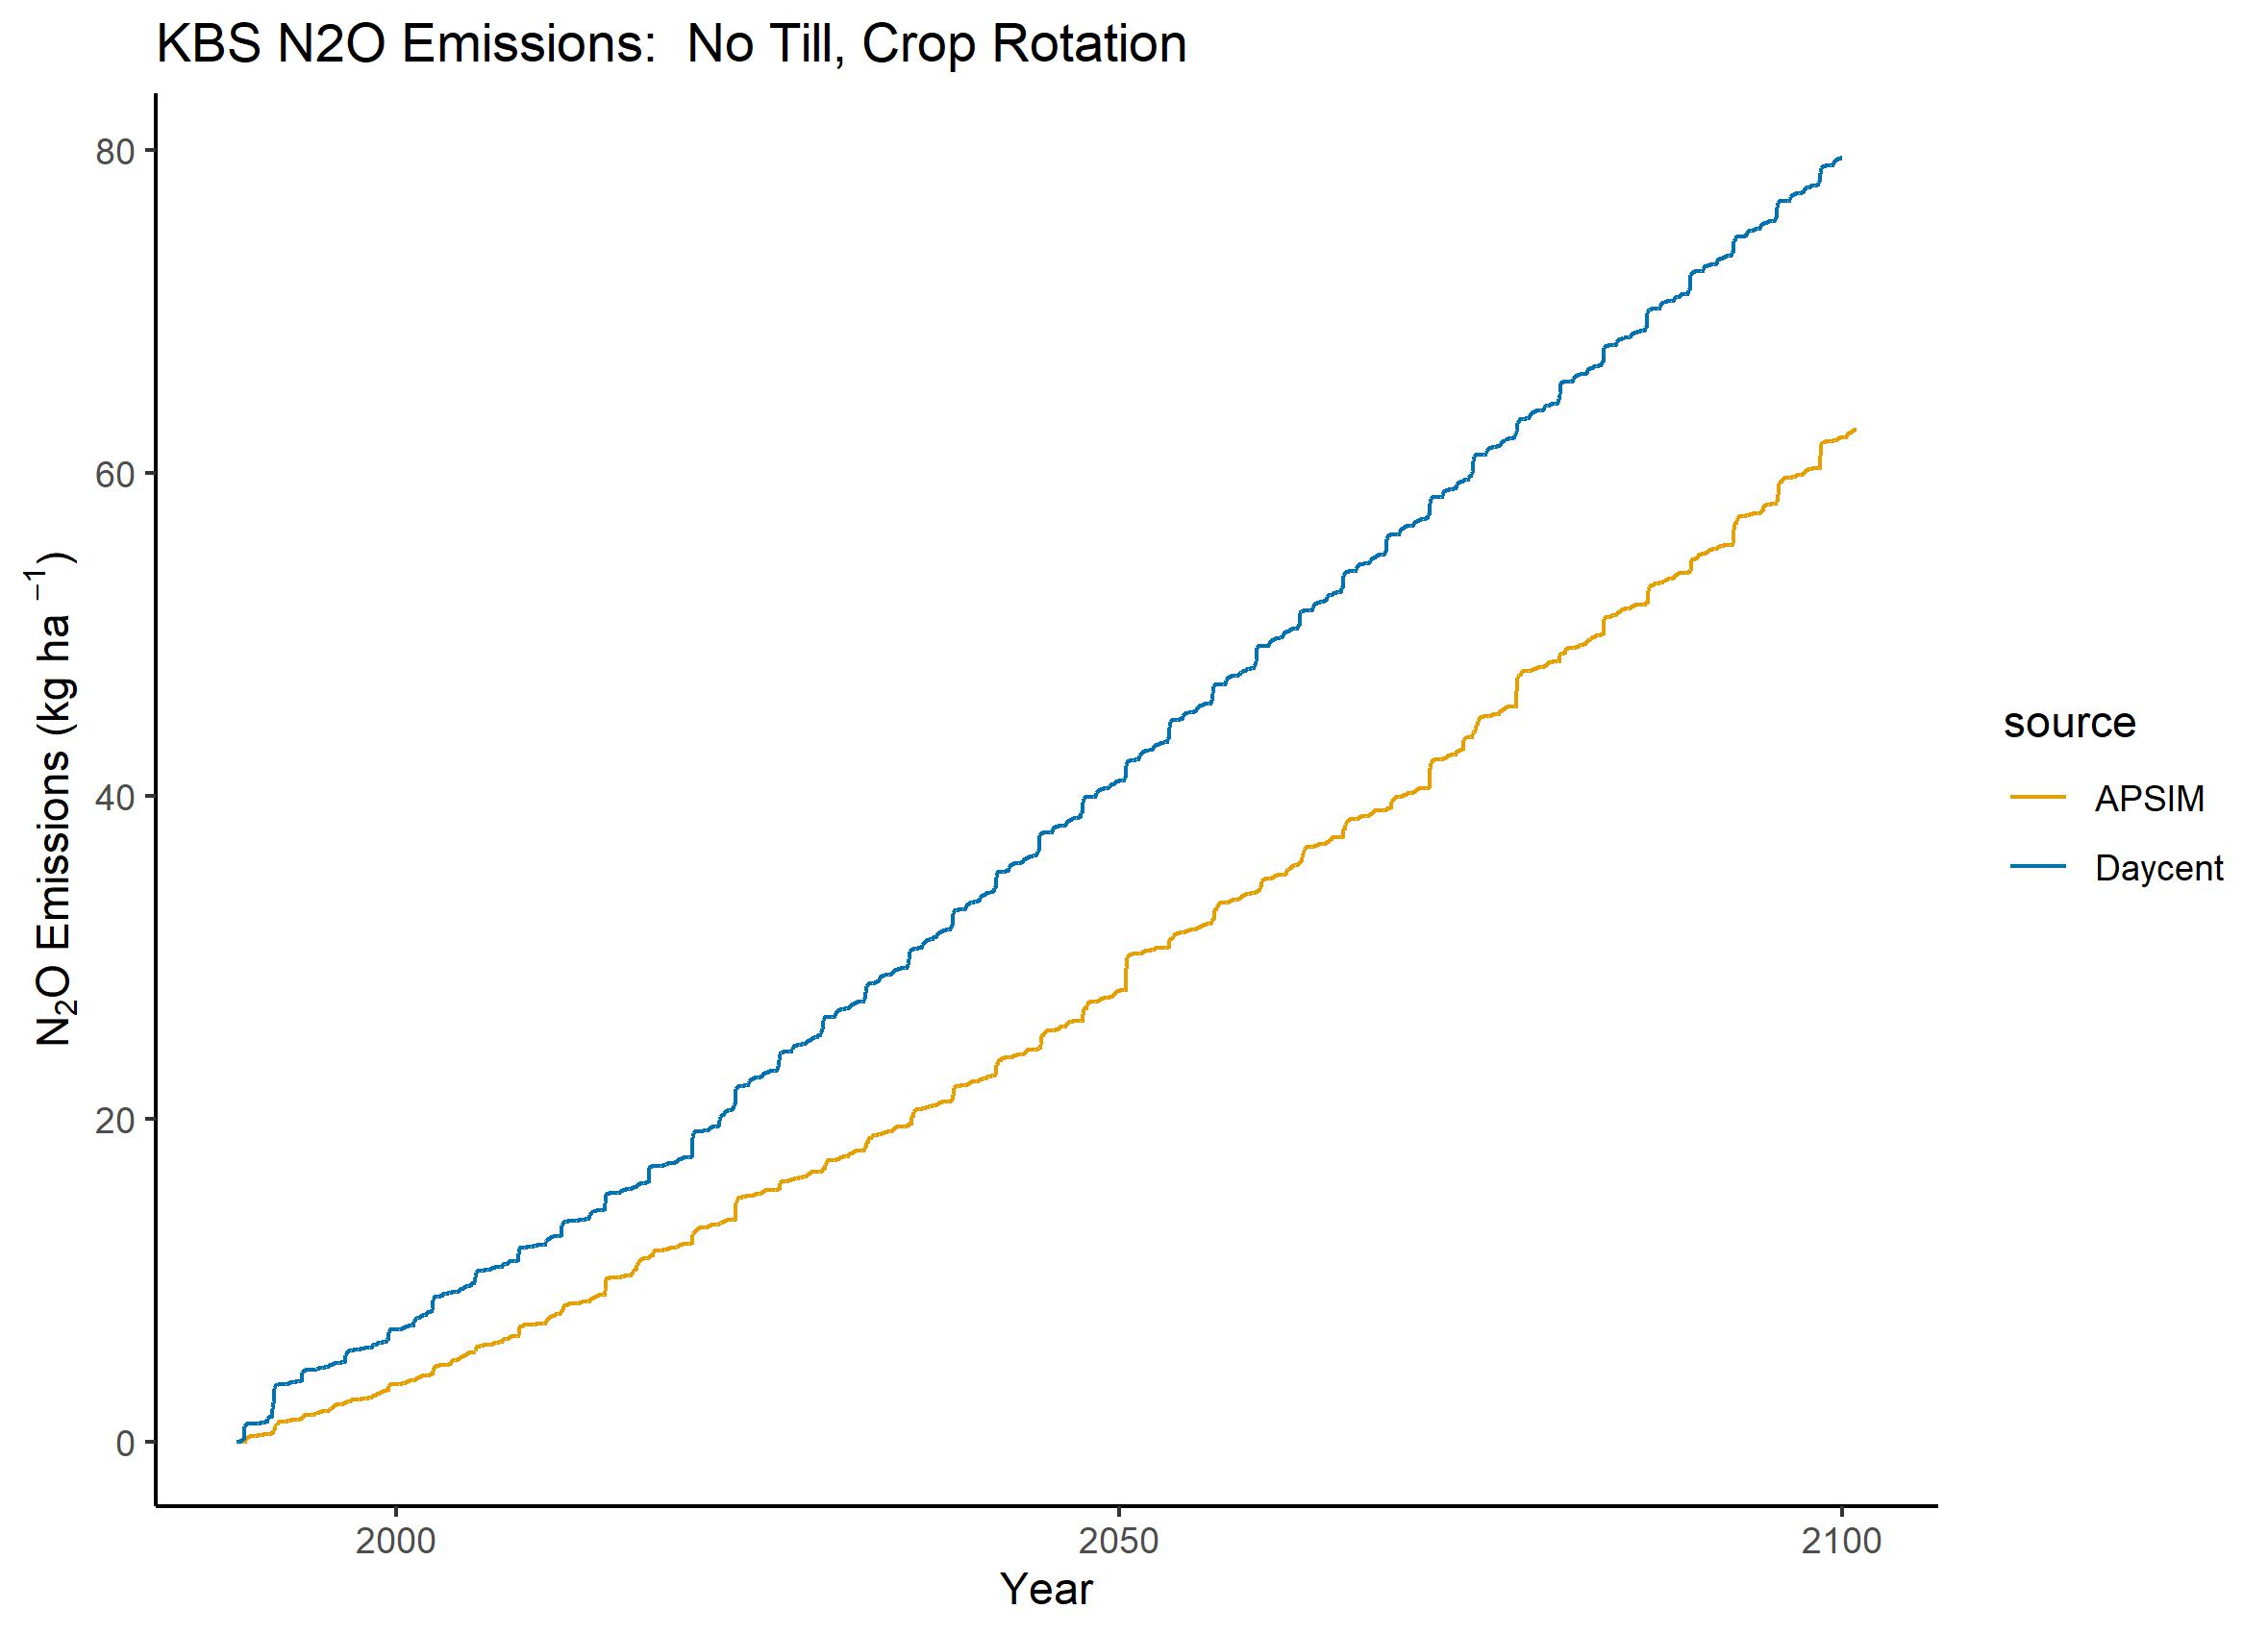 KBS N2O Emissions:  No Till, Crop Rotation
N₂O Emissions (kg ha ⁻¹)
80
60
40
20
0
2000
2050
2100
Year
source
APSIM
Daycent